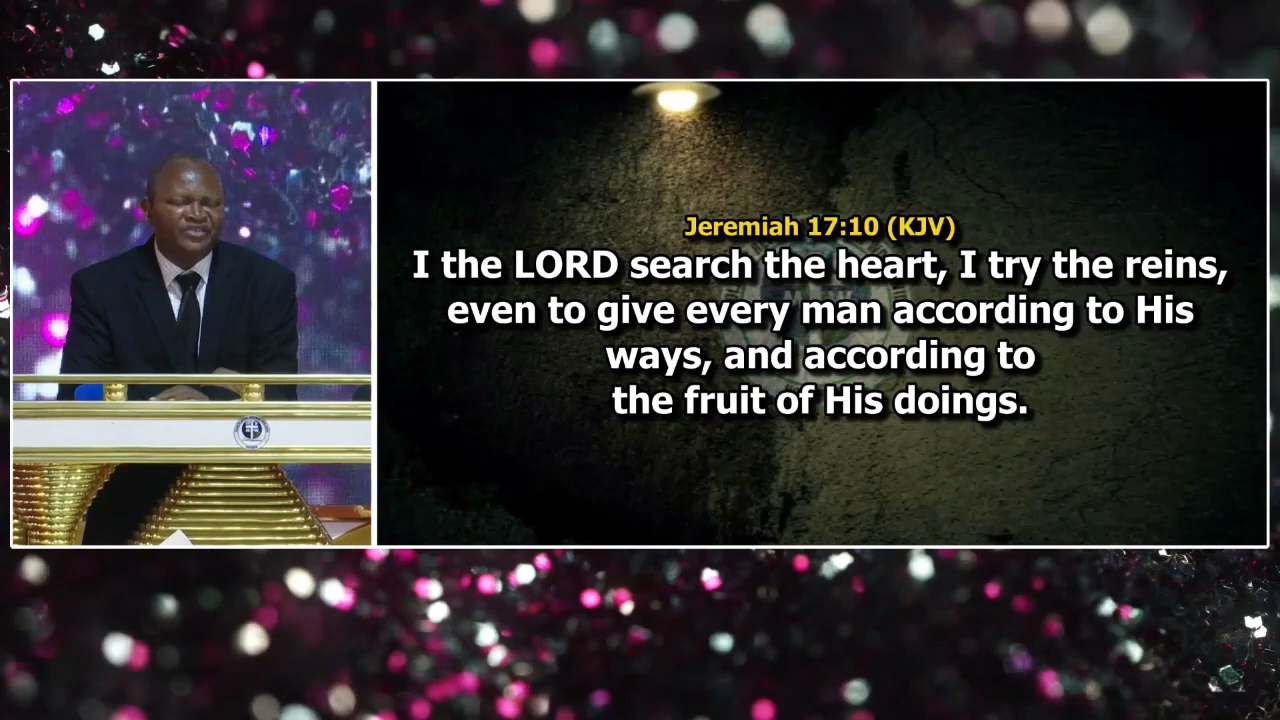 Jeremiah 17:10 (KJV)
I the LORD search the heart, I try the reins,
even to give every man according to His
ways, and according to
the fruit of His doings.